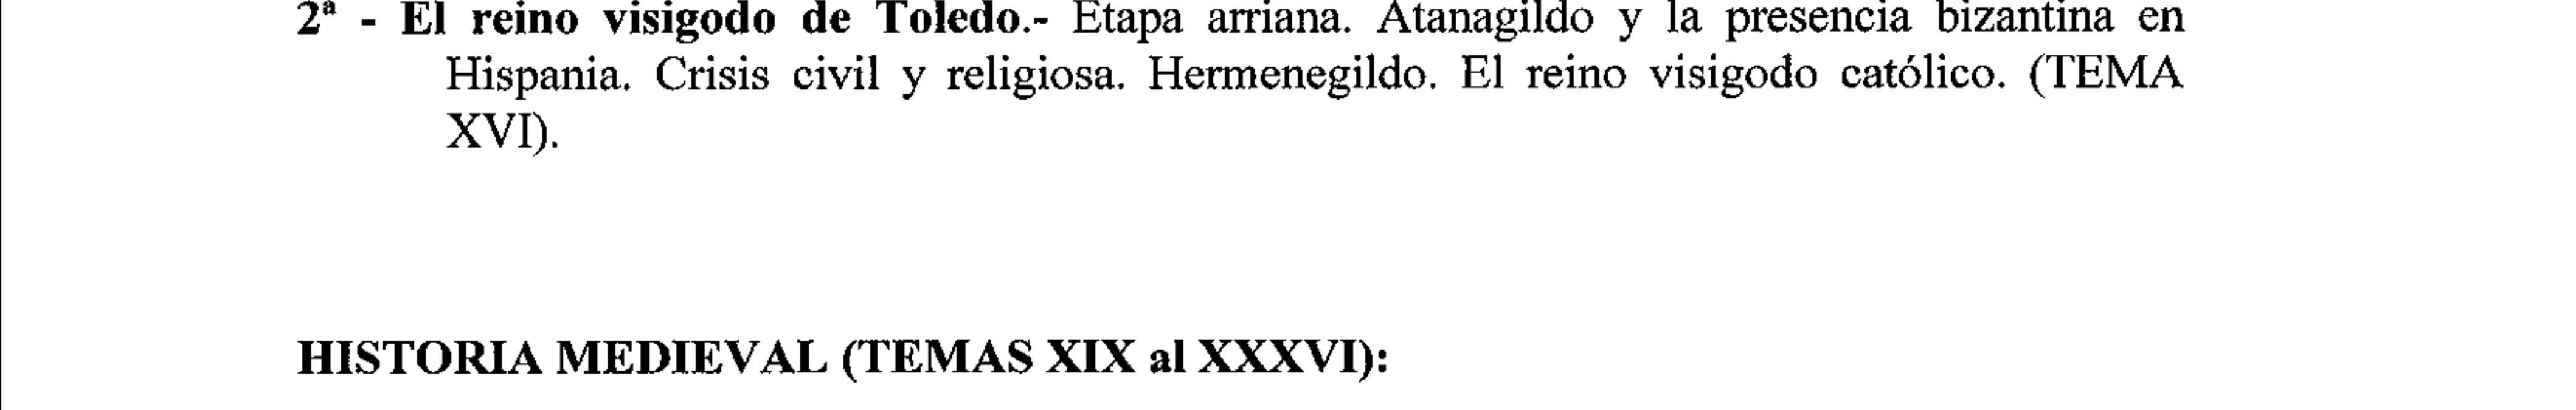 2ª - El reino visigodo de Toledo.- Etapa arriana. Atanagildo y la presencia bizantina en
Hispania. Crisis civil y religiosa. Hermenegildo. El reino visigodo católico. (TEMA
XVI).
HISTORIA MEDIEVAL (TEMAS XIX al XXXVI):